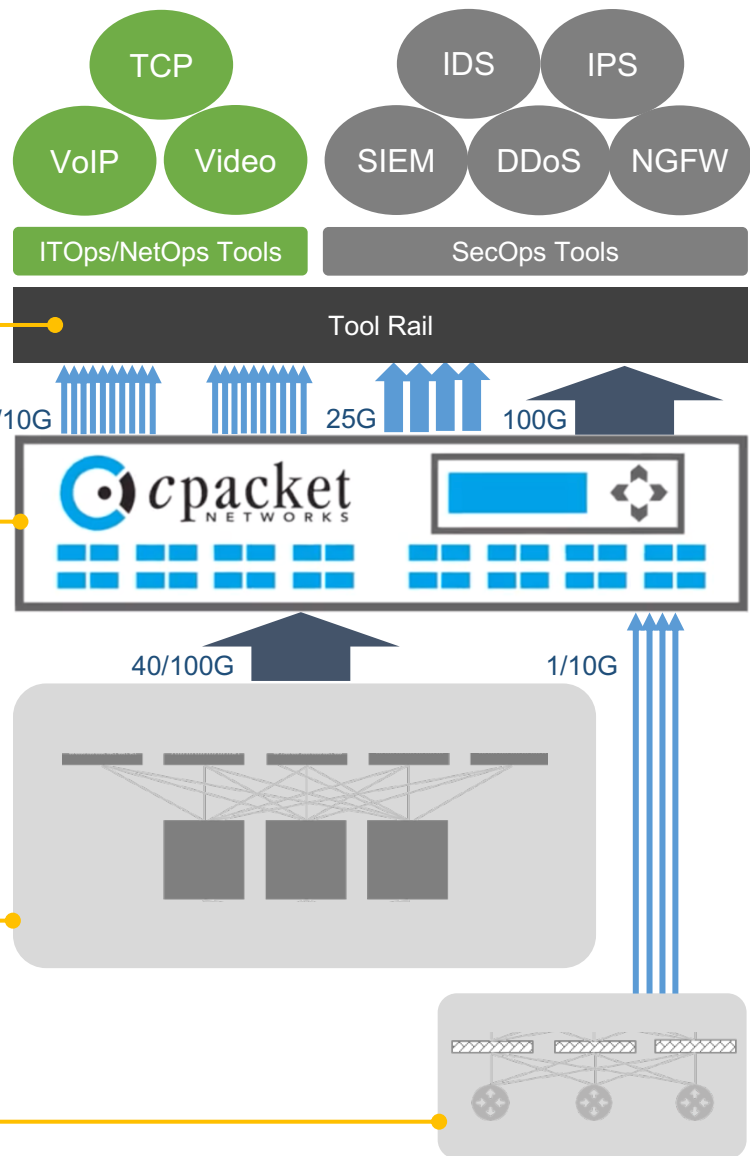 TCP
IDS
IPS
VoIP
Video
SIEM
DDoS
NGFW
ITOps/NetOps Tools
SecOps Tools
Tool Rail
/10G
25G
100G
cpacket
NETWORKS
40/100G
1/10G